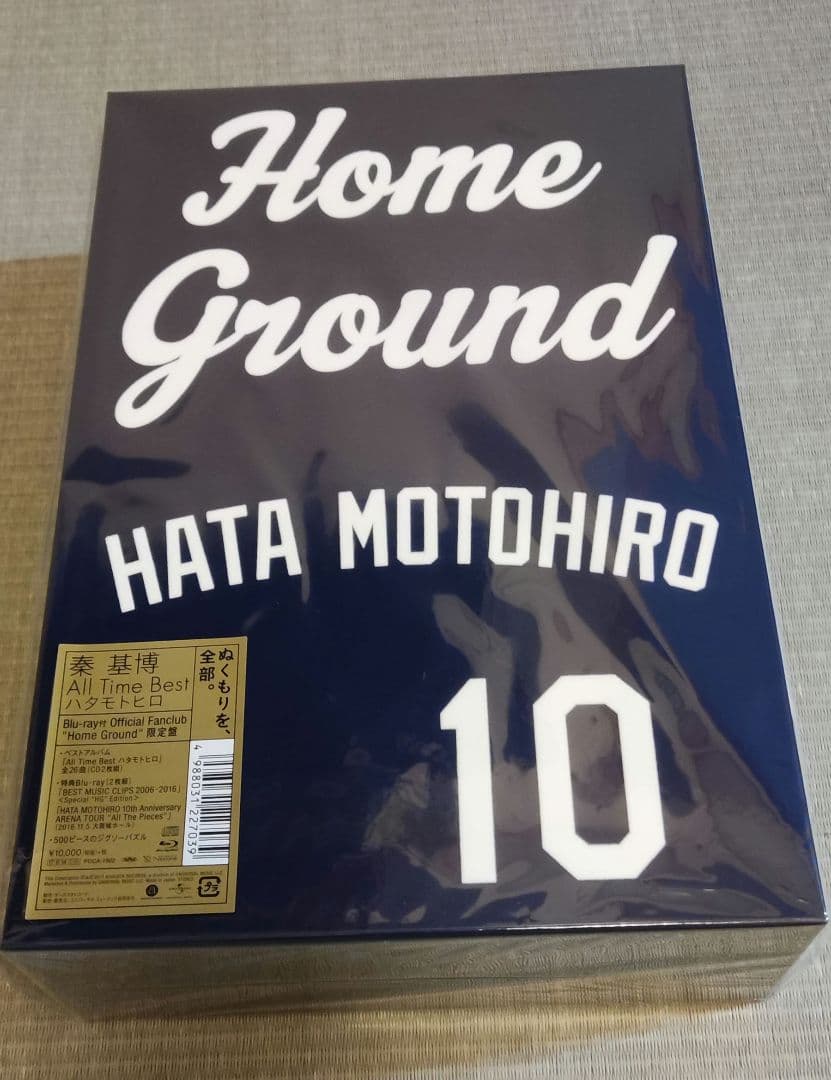 Home
Ground
HATA MOTOHIRO
10
ぬくもりを、
全部。
秦 基博
All Time Best
ハタモトヒロ
Blu-ray付 Official Fanclub
"Home Ground" 限定盤
・ベストアルバム
「All Time Best ハタモトヒロ」
全26曲(CD2枚組)
・特典Blu-ray [2枚組]
「BEST MUSIC CLIPS 2006-2016」
<Special "HG" Edition>
「HATA MOTOHIRO 10th Anniversary
ARENA TOUR "All The Pieces"」
(2016.11.5 大阪城ホール)
・500ピースのジグソーパズル
¥10,000
4 988031 227039